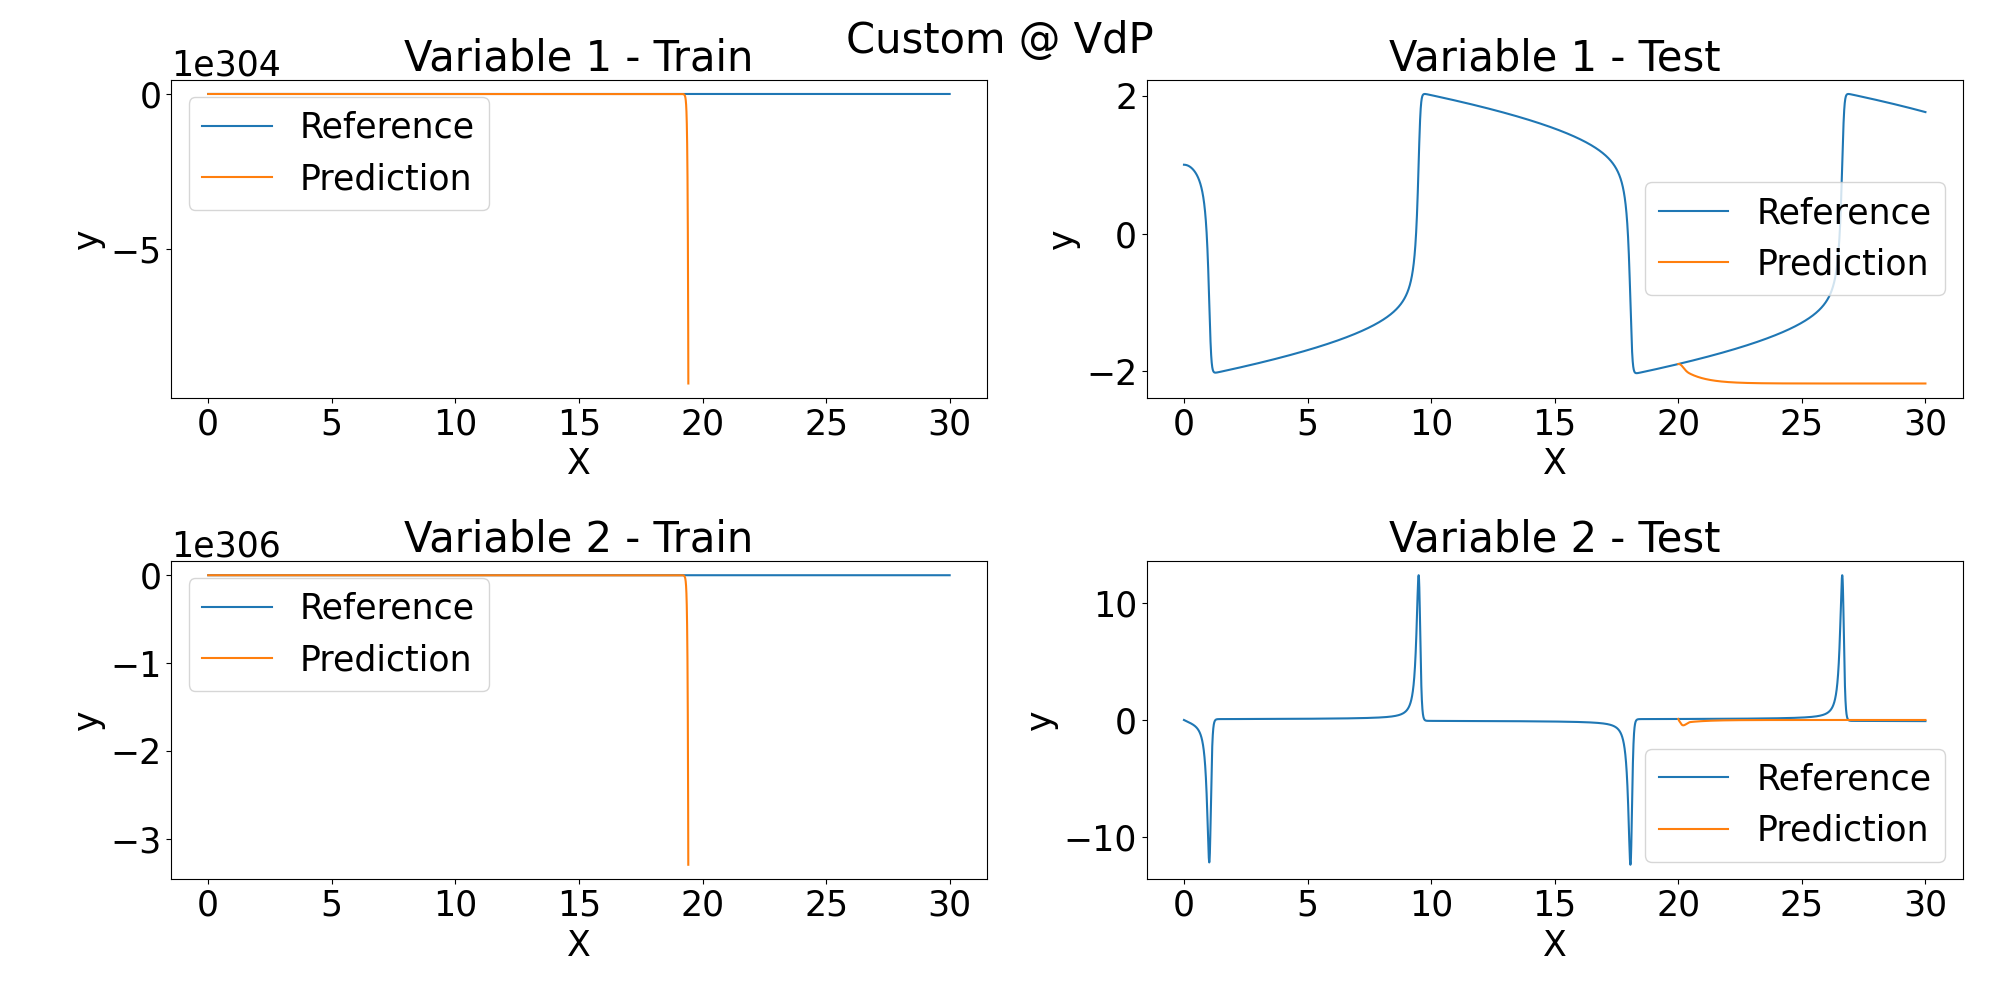 Custom @ VdP
Variable 1 - Train
1e304
0
−5
y
Reference
Prediction
0 5 10 15 20 25 30
X
Variable 1 - Test
2
0
−2
y
Reference
Prediction
0 5 10 15 20 25 30
X
Variable 2 - Train
1e306
0
−1
−2
−3
y
Reference
Prediction
0 5 10 15 20 25 30
X
Variable 2 - Test
10
0
−10
y
Reference
Prediction
0 5 10 15 20 25 30
X